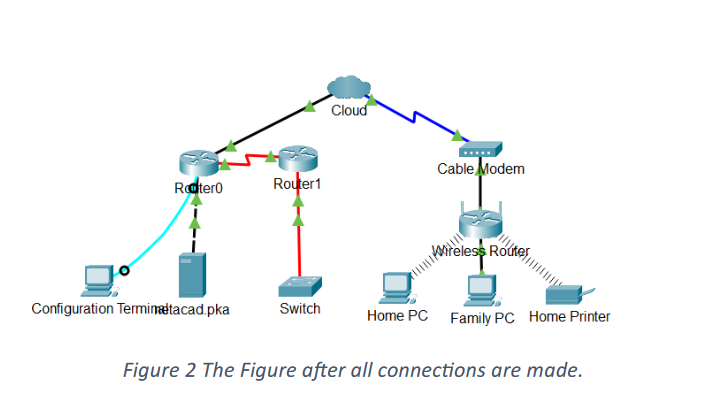 Cloud
Cable Modem
Router0
Router1
Wireless Router
Configuration Terminal
netacad.pka
Switch
Home PC
Family PC
Home Printer
Figure 2 The Figure after all connections are made.